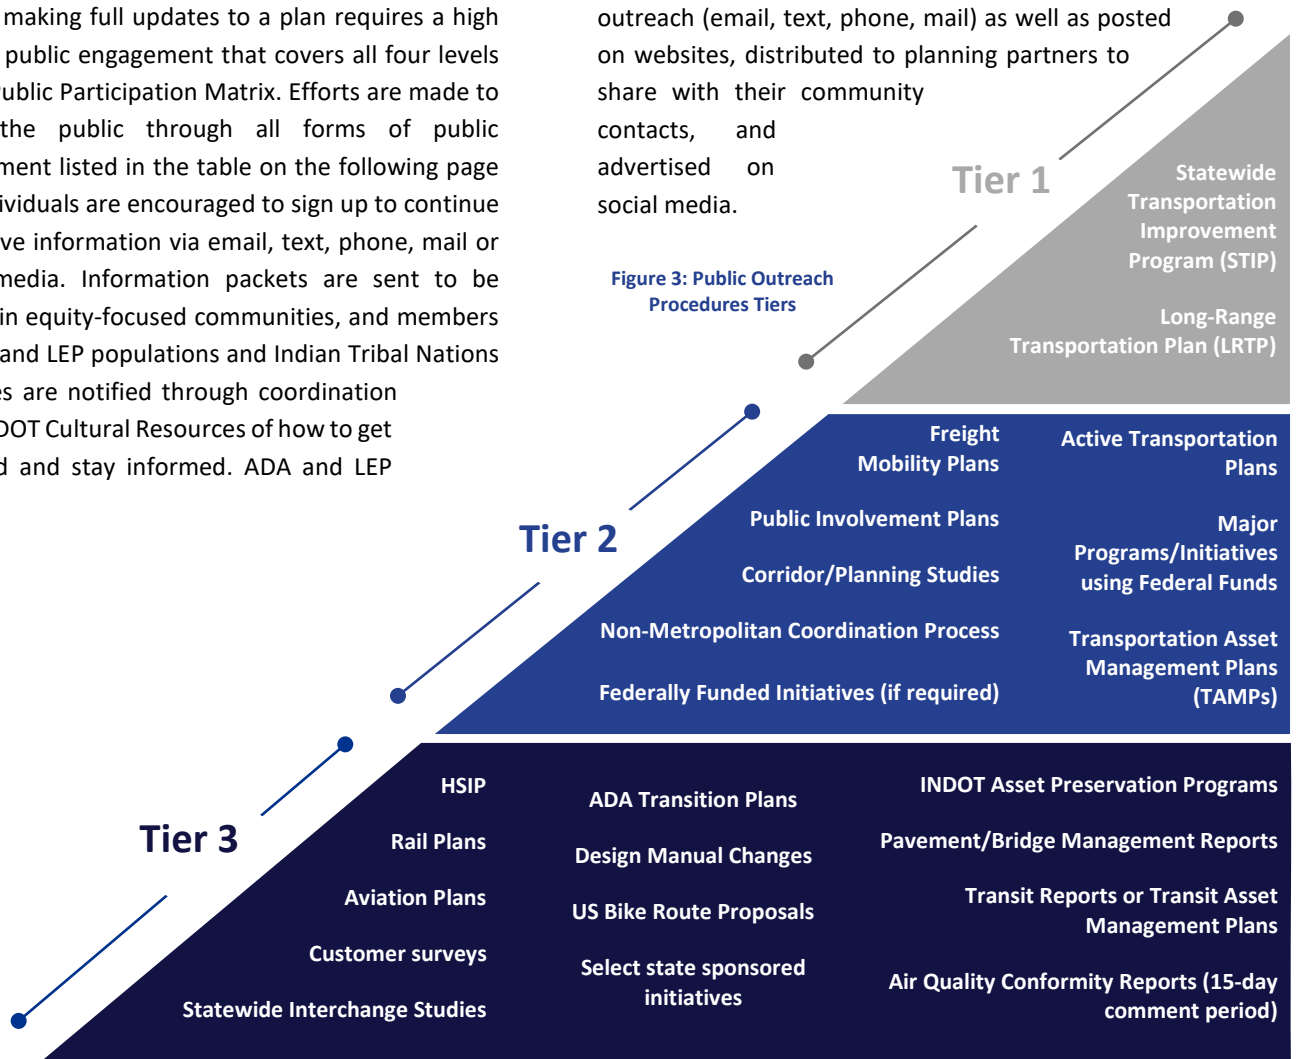 making full updates to a plan requires a high
public engagement that covers all four levels
Public Participation Matrix. Efforts are made to
the public through all forms of public
ment listed in the table on the following page
ividuals are encouraged to sign up to continue
ve information via email, text, phone, mail or
media. Information packets are sent to be
in equity-focused communities, and members
and LEP populations and Indian Tribal Nations
es are notified through coordination
DOT Cultural Resources of how to get
d and stay informed. ADA and LEP
outreach (email, text, phone, mail) as well as posted
on websites, distributed to planning partners to
share with their community
contacts, and
advertised on
social media.
Figure 3: Public Outreach
Procedures Tiers
Tier 1
Statewide
Transportation
Improvement
Program (STIP)
Long-Range
Transportation Plan (LRTP)
Tier 2
Freight
Mobility Plans
Public Involvement Plans
Corridor/Planning Studies
Non-Metropolitan Coordination Process
Federally Funded Initiatives (if required)
Active Transportation
Plans
Major
Programs/Initiatives
using Federal Funds
Transportation Asset
Management Plans
(TAMPs)
Tier 3
HSIP
Rail Plans
Aviation Plans
Customer surveys
Statewide Interchange Studies
ADA Transition Plans
Design Manual Changes
US Bike Route Proposals
Select state sponsored
initiatives
INDOT Asset Preservation Programs
Pavement/Bridge Management Reports
Transit Reports or Transit Asset
Management Plans
Air Quality Conformity Reports (15-day
comment period)